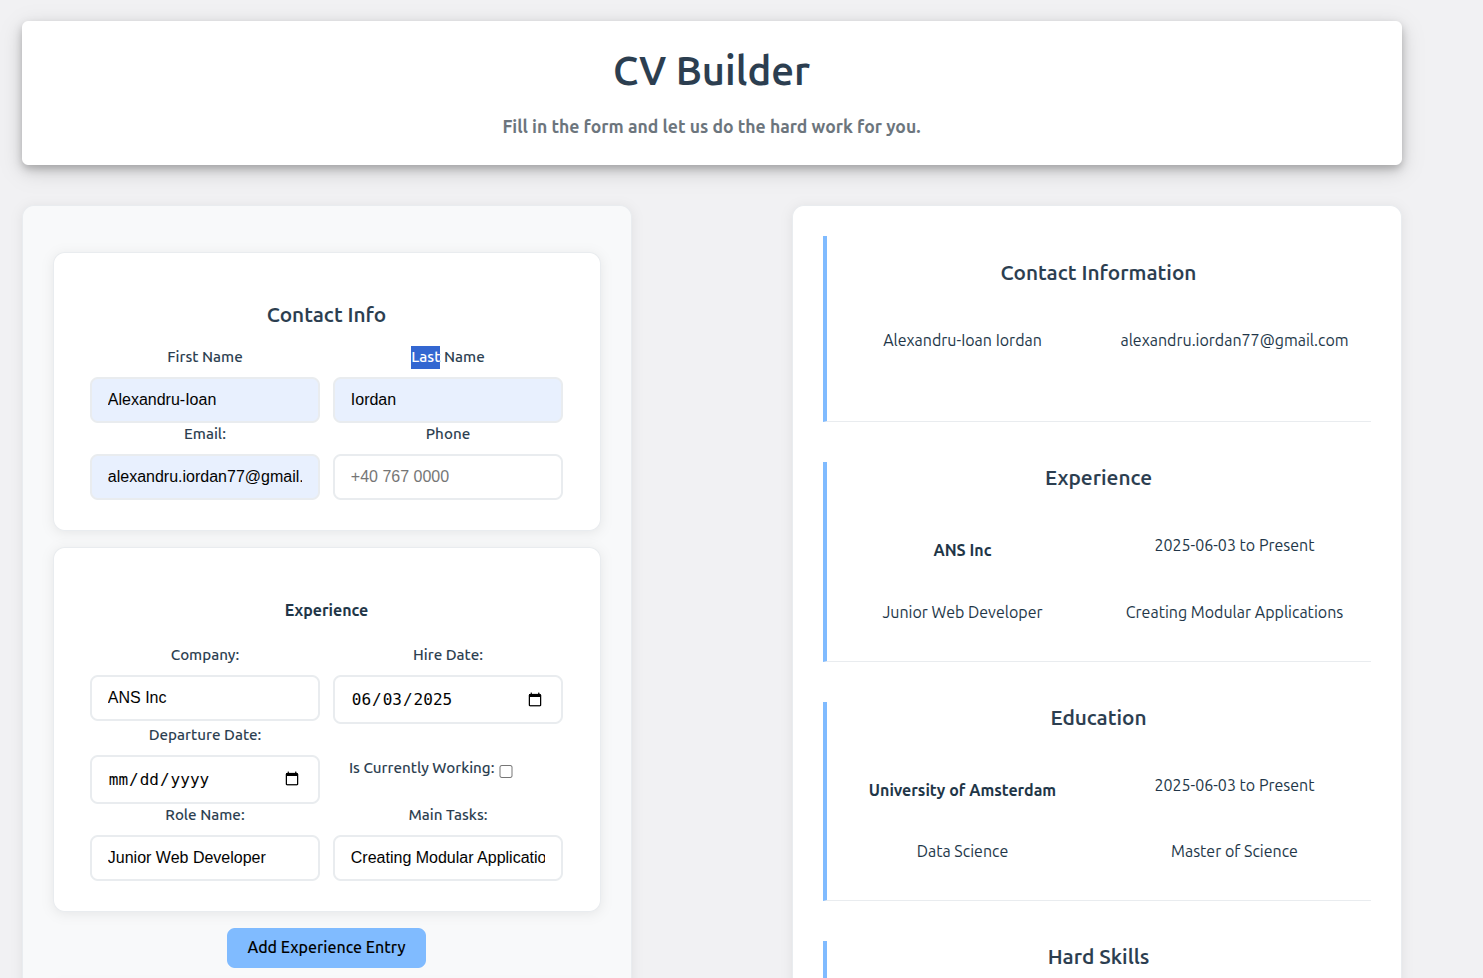 CV Builder
Fill in the form and let us do the hard work for you.
Contact Info
First Name
Last Name
Alexandru-Ioan
Iordan
Email:
Phone
alexandru.iordan77@gmail.
+40 767 0000
Experience
Company:
Hire Date:
ANS Inc
06/03/2025
Departure Date:
Is Currently Working:
mm/dd/yyyy
Role Name:
Main Tasks:
Junior Web Developer
Creating Modular Applicatio
Add Experience Entry
Contact Information
Alexandru-Ioan Iordan
alexandru.iordan77@gmail.com
Experience
ANS Inc
2025-06-03 to Present
Junior Web Developer
Creating Modular Applications
Education
University of Amsterdam
2025-06-03 to Present
Data Science
Master of Science
Hard Skills